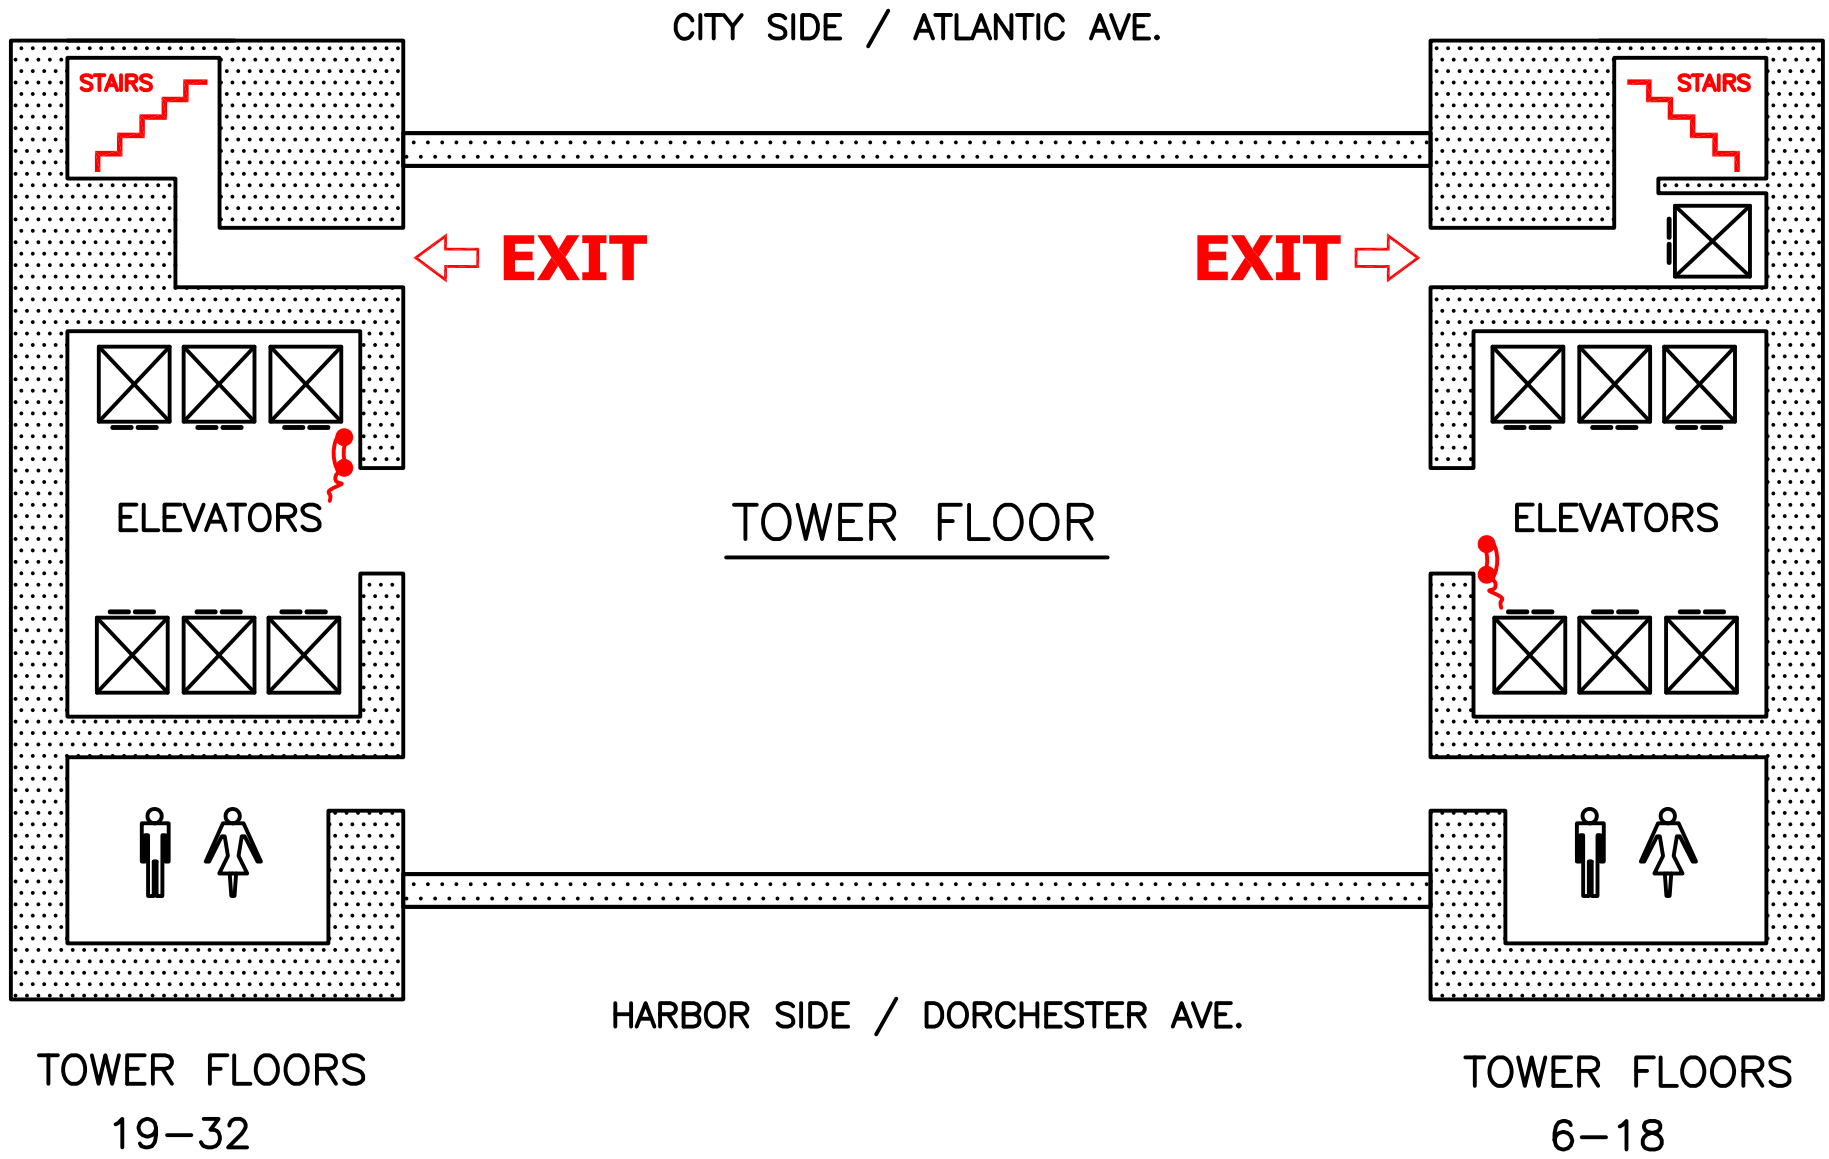 CITY SIDE / ATLANTIC AVE.
STAIRS
STAIRS
EXIT
EXIT
ELEVATORS
TOWER FLOOR
ELEVATORS
HARBOR SIDE / DORCHESTER AVE.
TOWER FLOORS
19-32
TOWER FLOORS
6-18